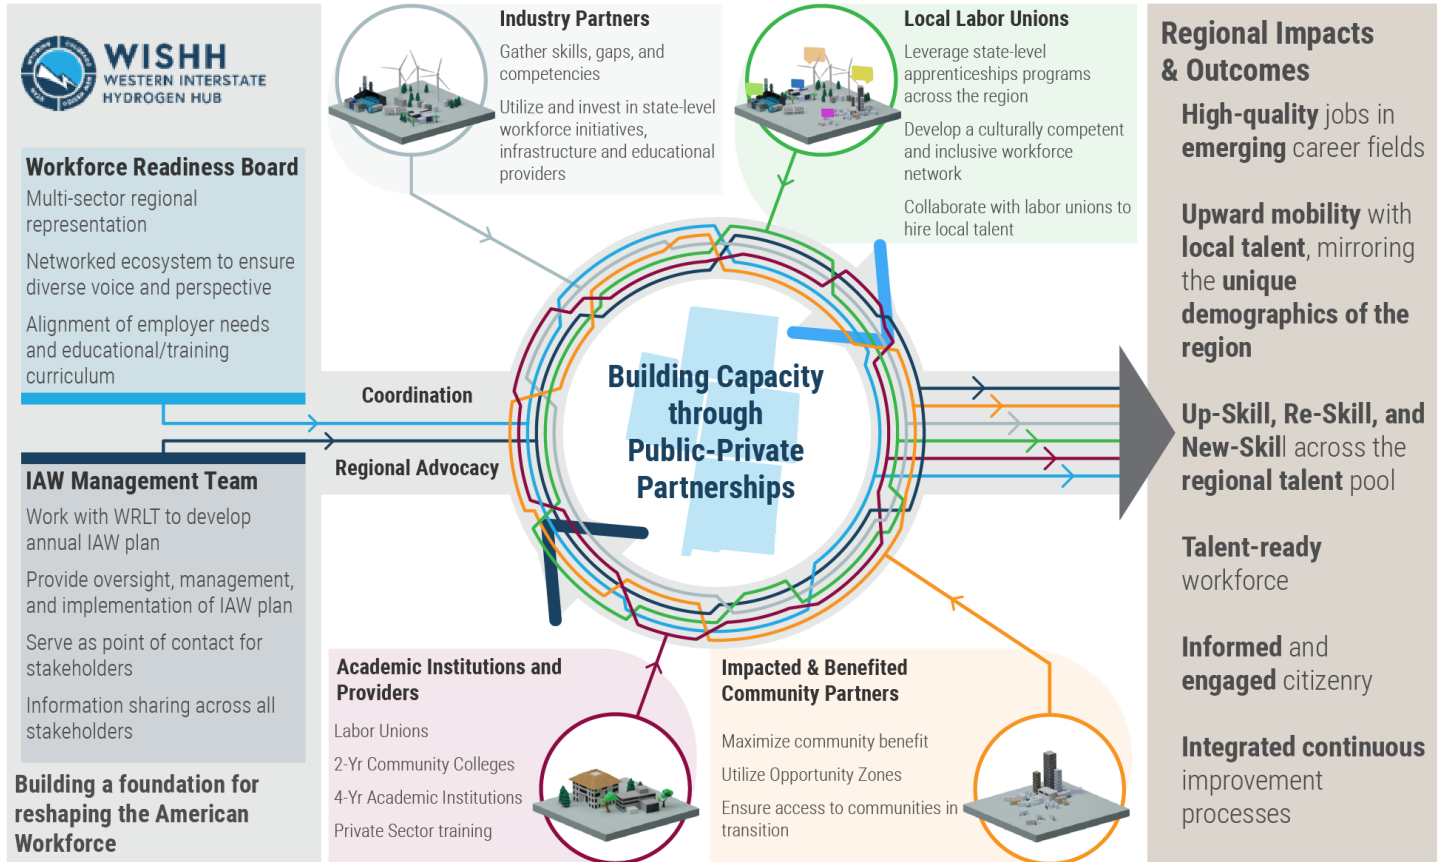 WISHH
WESTERN INTERSTATE
HYDROGEN HUB
Workforce Readiness Board
Multi-sector regional
representation
Networked ecosystem to ensure
diverse voice and perspective
Alignment of employer needs
and educational/training
curriculum
IAW Management Team
Work with WRLT to develop
annual IAW plan
Provide oversight, management,
and implementation of IAW plan
Serve as point of contact for
stakeholders
Information sharing across all
stakeholders
Building a foundation for
reshaping the American
Workforce
Coordination
Regional Advocacy
Industry Partners
Gather skills, gaps, and
competencies
Utilize and invest in state-level
workforce initiatives,
infrastructure and educational
providers
Local Labor Unions
Leverage state-level
apprenticeships programs
across the region
Develop a culturally competent
and inclusive workforce
network
Collaborate with labor unions to
hire local talent
Building Capacity
through
Public-Private
Partnerships
Academic Institutions and
Providers
Labor Unions
2-Yr Community Colleges
4-Yr Academic Institutions
Private Sector training
Impacted & Benefited
Community Partners
Maximize community benefit
Utilize Opportunity Zones
Ensure access to communities in
transition
Regional Impacts
& Outcomes
High-quality jobs in
emerging career fields
Upward mobility with
local talent, mirroring
the unique
demographics of the
region
Up-Skill, Re-Skill, and
New-Skill across the
regional talent pool
Talent-ready
workforce
Informed and
engaged citizenry
Integrated continuous
improvement
processes